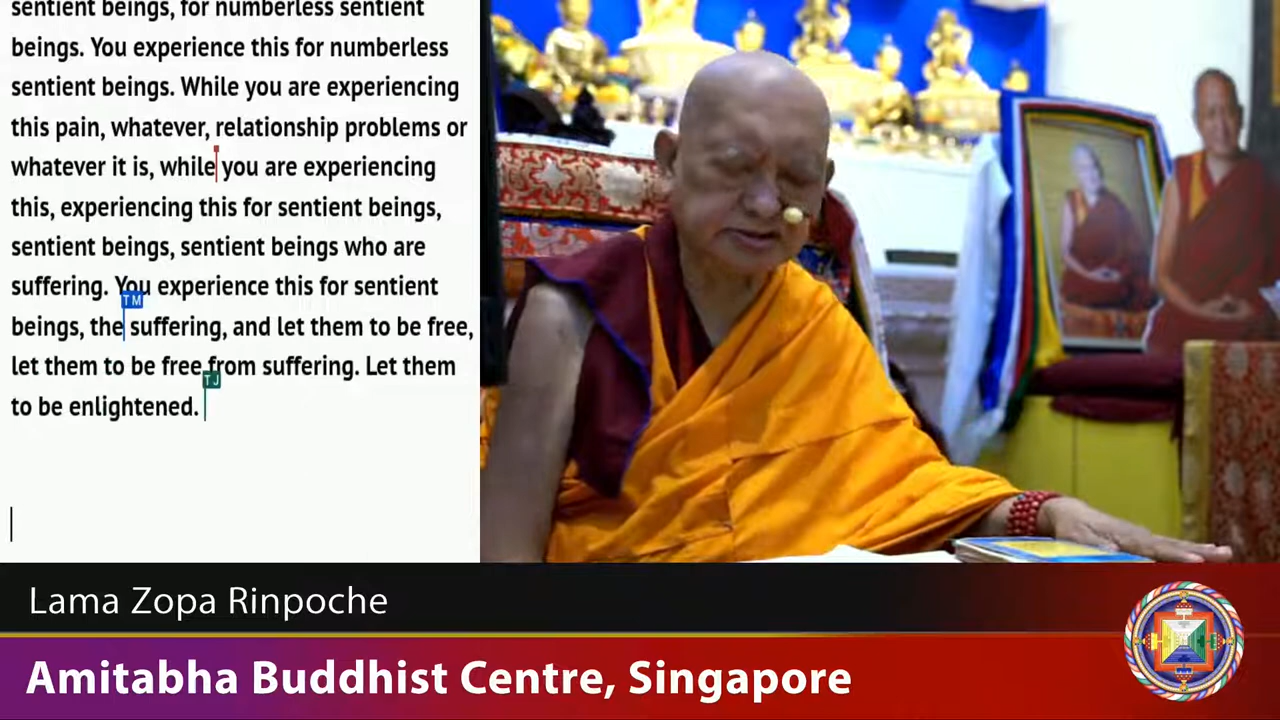 sentient beings, for numberless sentient
beings. You experience this for numberless
sentient beings. While you are experiencing
this pain, whatever, relationship problems or
whatever it is, while you are experiencing
this, experiencing this for sentient beings,
sentient beings, sentient beings who are
suffering. You experience this for sentient
TM
beings, the suffering, and let them to be free,
let them to be free from suffering. Let them
TJ
to be enlightened.
Lama Zopa Rinpoche
Amitabha Buddhist Centre, Singapore